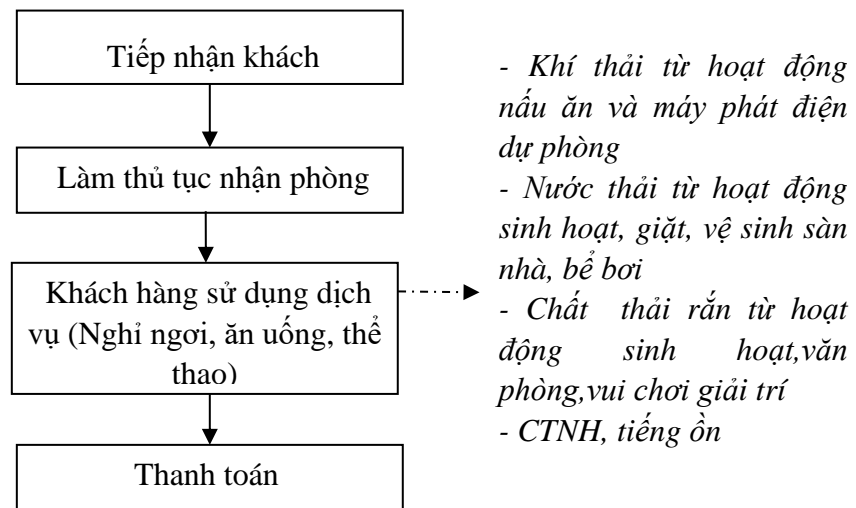 Tiếp nhận khách
Làm thủ tục nhận phòng
Khách hàng sử dụng dịch
vụ (Nghỉ ngơi, ăn uống, thể
thao)
Thanh toán
- Khí thải từ hoạt động
nấu ăn và máy phát điện
dự phòng
- Nước thải từ hoạt động
sinh hoạt, giặt, vệ sinh sàn
nhà, bể bơi
- Chất thải rắn từ hoạt
động sinh hoạt,văn
phòng,vui chơi giải trí
- CTNH, tiếng ồn